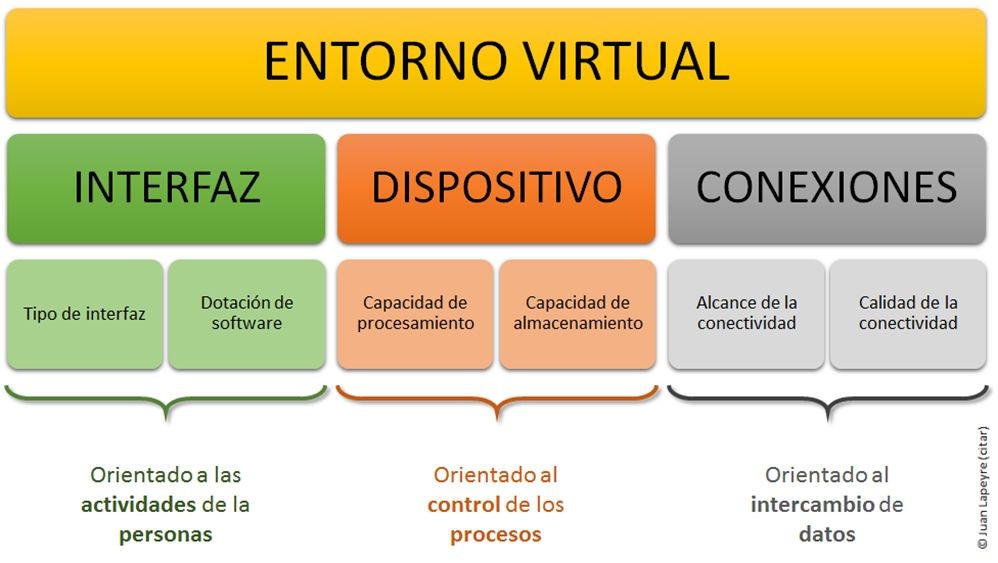 ENTORNO VIRTUAL
INTERFAZ
DISPOSITIVO
CONEXIONES
Tipo de interfaz
Dotación de
software
Capacidad de
procesamiento
Capacidad de
almacenamiento
Alcance de la
conectividad
Calidad de la
conectividad
Orientado a las
actividades de la
personas
Orientado al
control de los
procesos
Orientado al
intercambio de
datos
© Juan Lapeyre (citar)